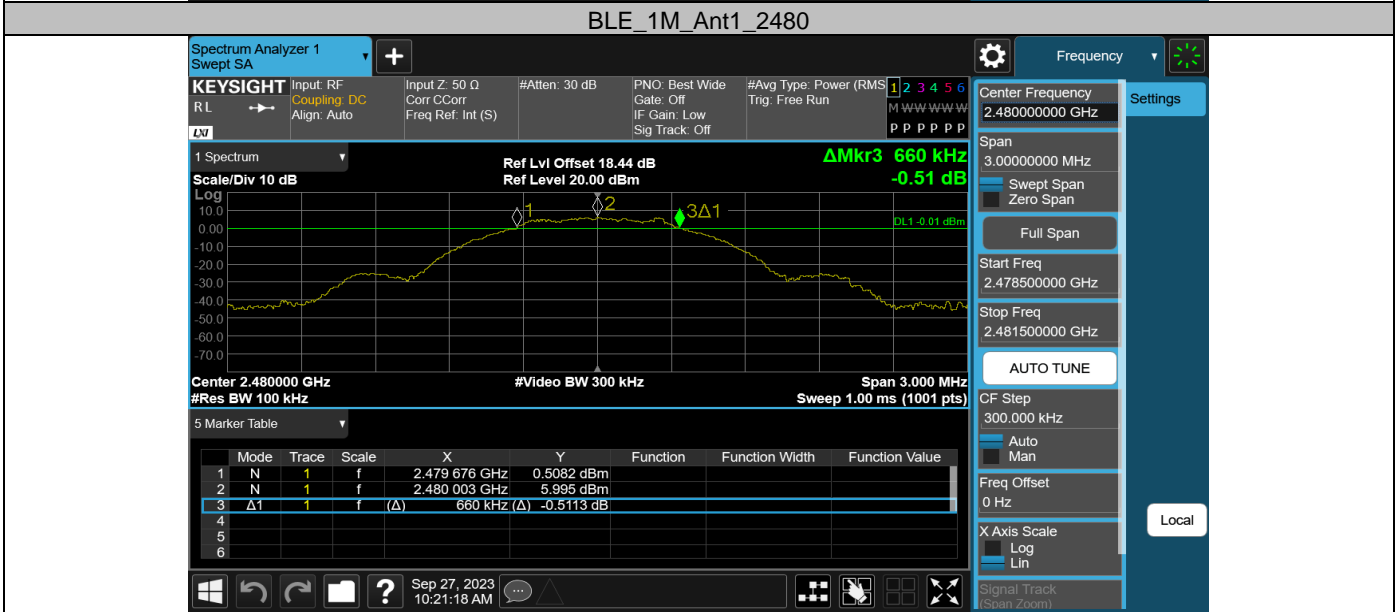 BLE_1M_Ant1_2480
Spectrum Analyzer 1
Swept SA
+
Frequency
KEYSIGHT
R L
LXI
Input: RF
Coupling: DC
Align: Auto
Input Z: 50 Ω
Corr CCorr
Freq Ref: Int (S)
#Atten: 30 dB
PNO: Best Wide
Gate: Off
IF Gain: Low
Sig Track: Off
#Avg Type: Power (RMS
Trig: Free Run
1 2 3 4 5 6
M W W W W W
P P P P P P
1 Spectrum
Scale/Div 10 dB
Ref Lvl Offset 18.44 dB
Ref Level 20.00 dBm
ΔMkr3 660 kHz
-0.51 dB
Log
10.0
0.00
-10.0
-20.0
-30.0
-40.0
-50.0
-60.0
-70.0
1
2
3Δ1
DL1 -0.01 dBm
Center 2.480000 GHz
#Video BW 300 kHz
Span 3.000 MHz
#Res BW 100 kHz
Sweep 1.00 ms (1001 pts)
5 Marker Table
Mode Trace Scale X Y Function Function Width Function Value
1 N 1 f 2.479 676 GHz 0.5082 dBm
2 N 1 f 2.480 003 GHz 5.995 dBm
3 Δ1 1 f (Δ) 660 kHz (Δ) -0.5113 dB
4
5
6
?
Sep 27, 2023
10:21:18 AM
Center Frequency
2.480000000 GHz
Settings
Span
3.00000000 MHz
Swept Span
Zero Span
Full Span
Start Freq
2.478500000 GHz
Stop Freq
2.481500000 GHz
AUTO TUNE
CF Step
300.000 kHz
Auto
Man
Freq Offset
0 Hz
Local
X Axis Scale
Log
Lin
Signal Track
(Span Zoom)